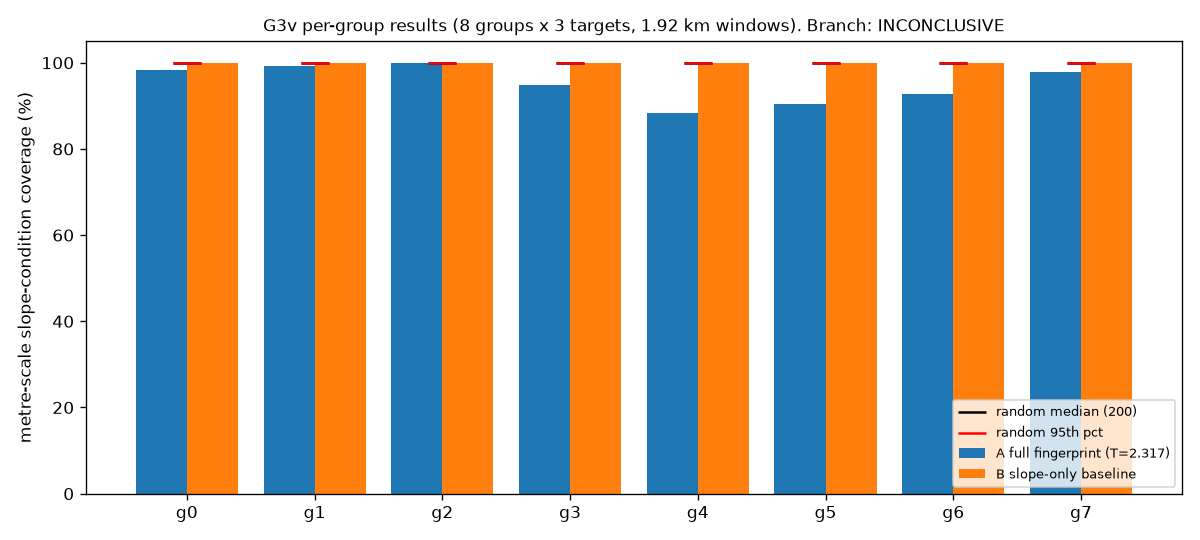 G3v per-group results (8 groups x 3 targets, 1.92 km windows). Branch: INCONCLUSIVE
metre-scale slope-condition coverage (%)
100
80
60
40
20
0
random median (200)
random 95th pct
A full fingerprint (T=2.317)
B slope-only baseline
g0 g1 g2 g3 g4 g5 g6 g7